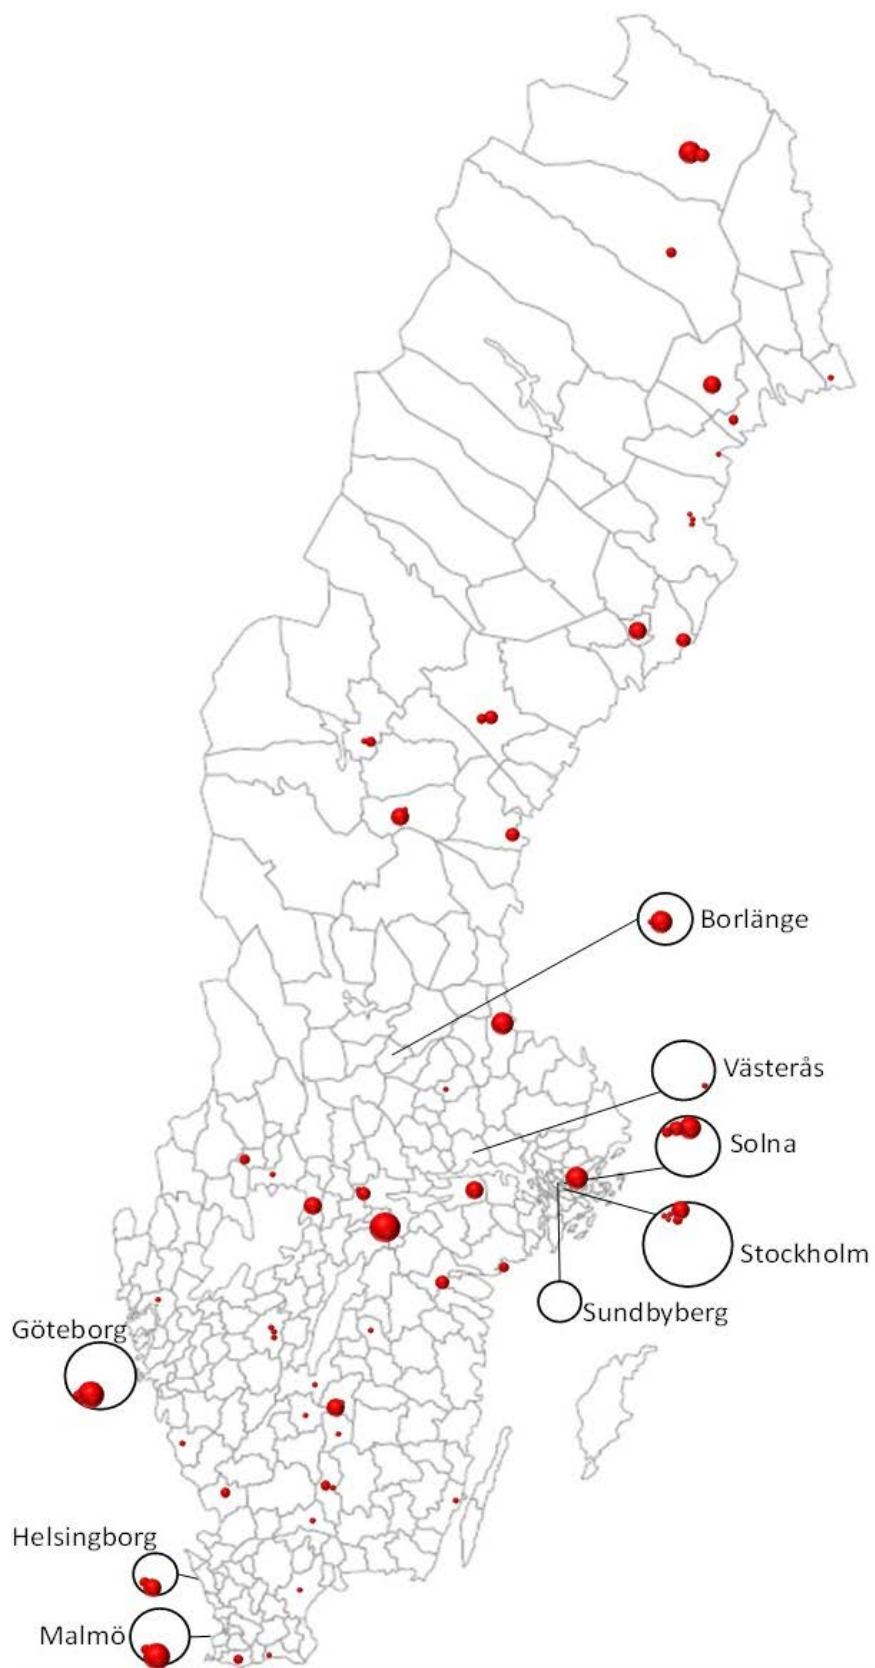 Borlänge
Västerås
Solna
Stockholm
Sundbyberg
Göteborg
Helsingborg
Malmö